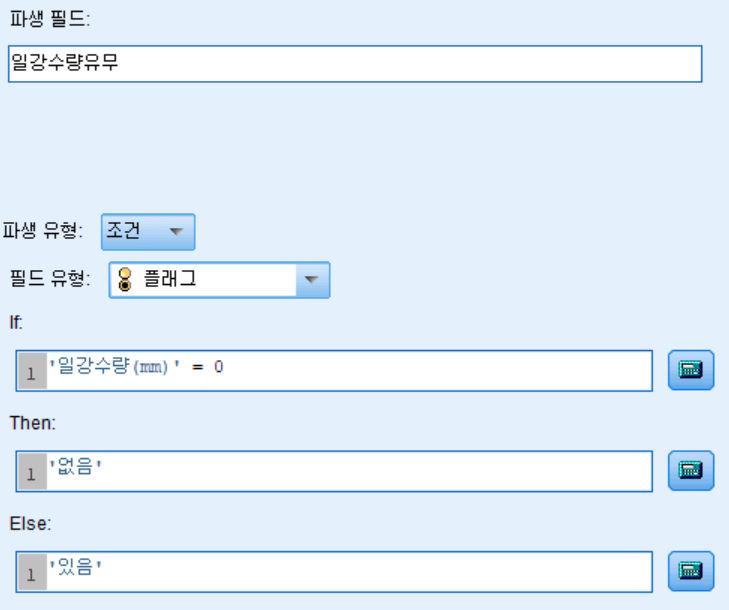 파생 필드:
일강수량유무
파생 유형: 조건
필드 유형: 플래그
If:
1 '일강수량(mm)' = 0
Then:
1 '없음'
Else:
1 '있음'